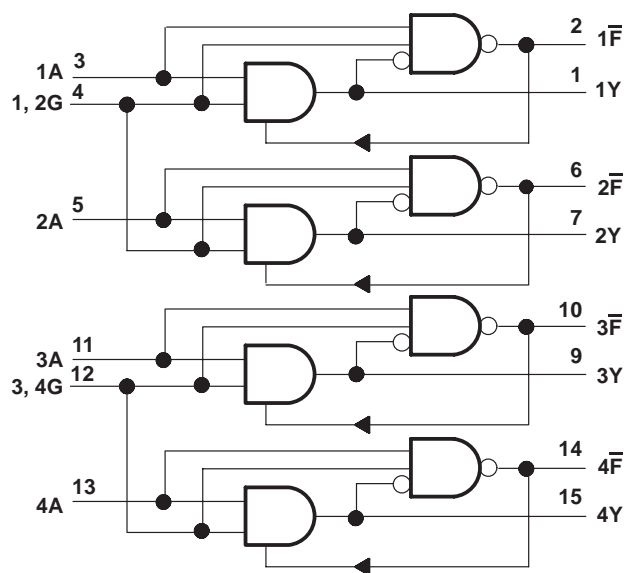 2 1F̅
3 1A
1 1Y
4 1, 2G
6 2F̅
5 2A
7 2Y
10 3F̅
11 3A
9 3Y
12 3, 4G
14 4F̅
13 4A
15 4Y